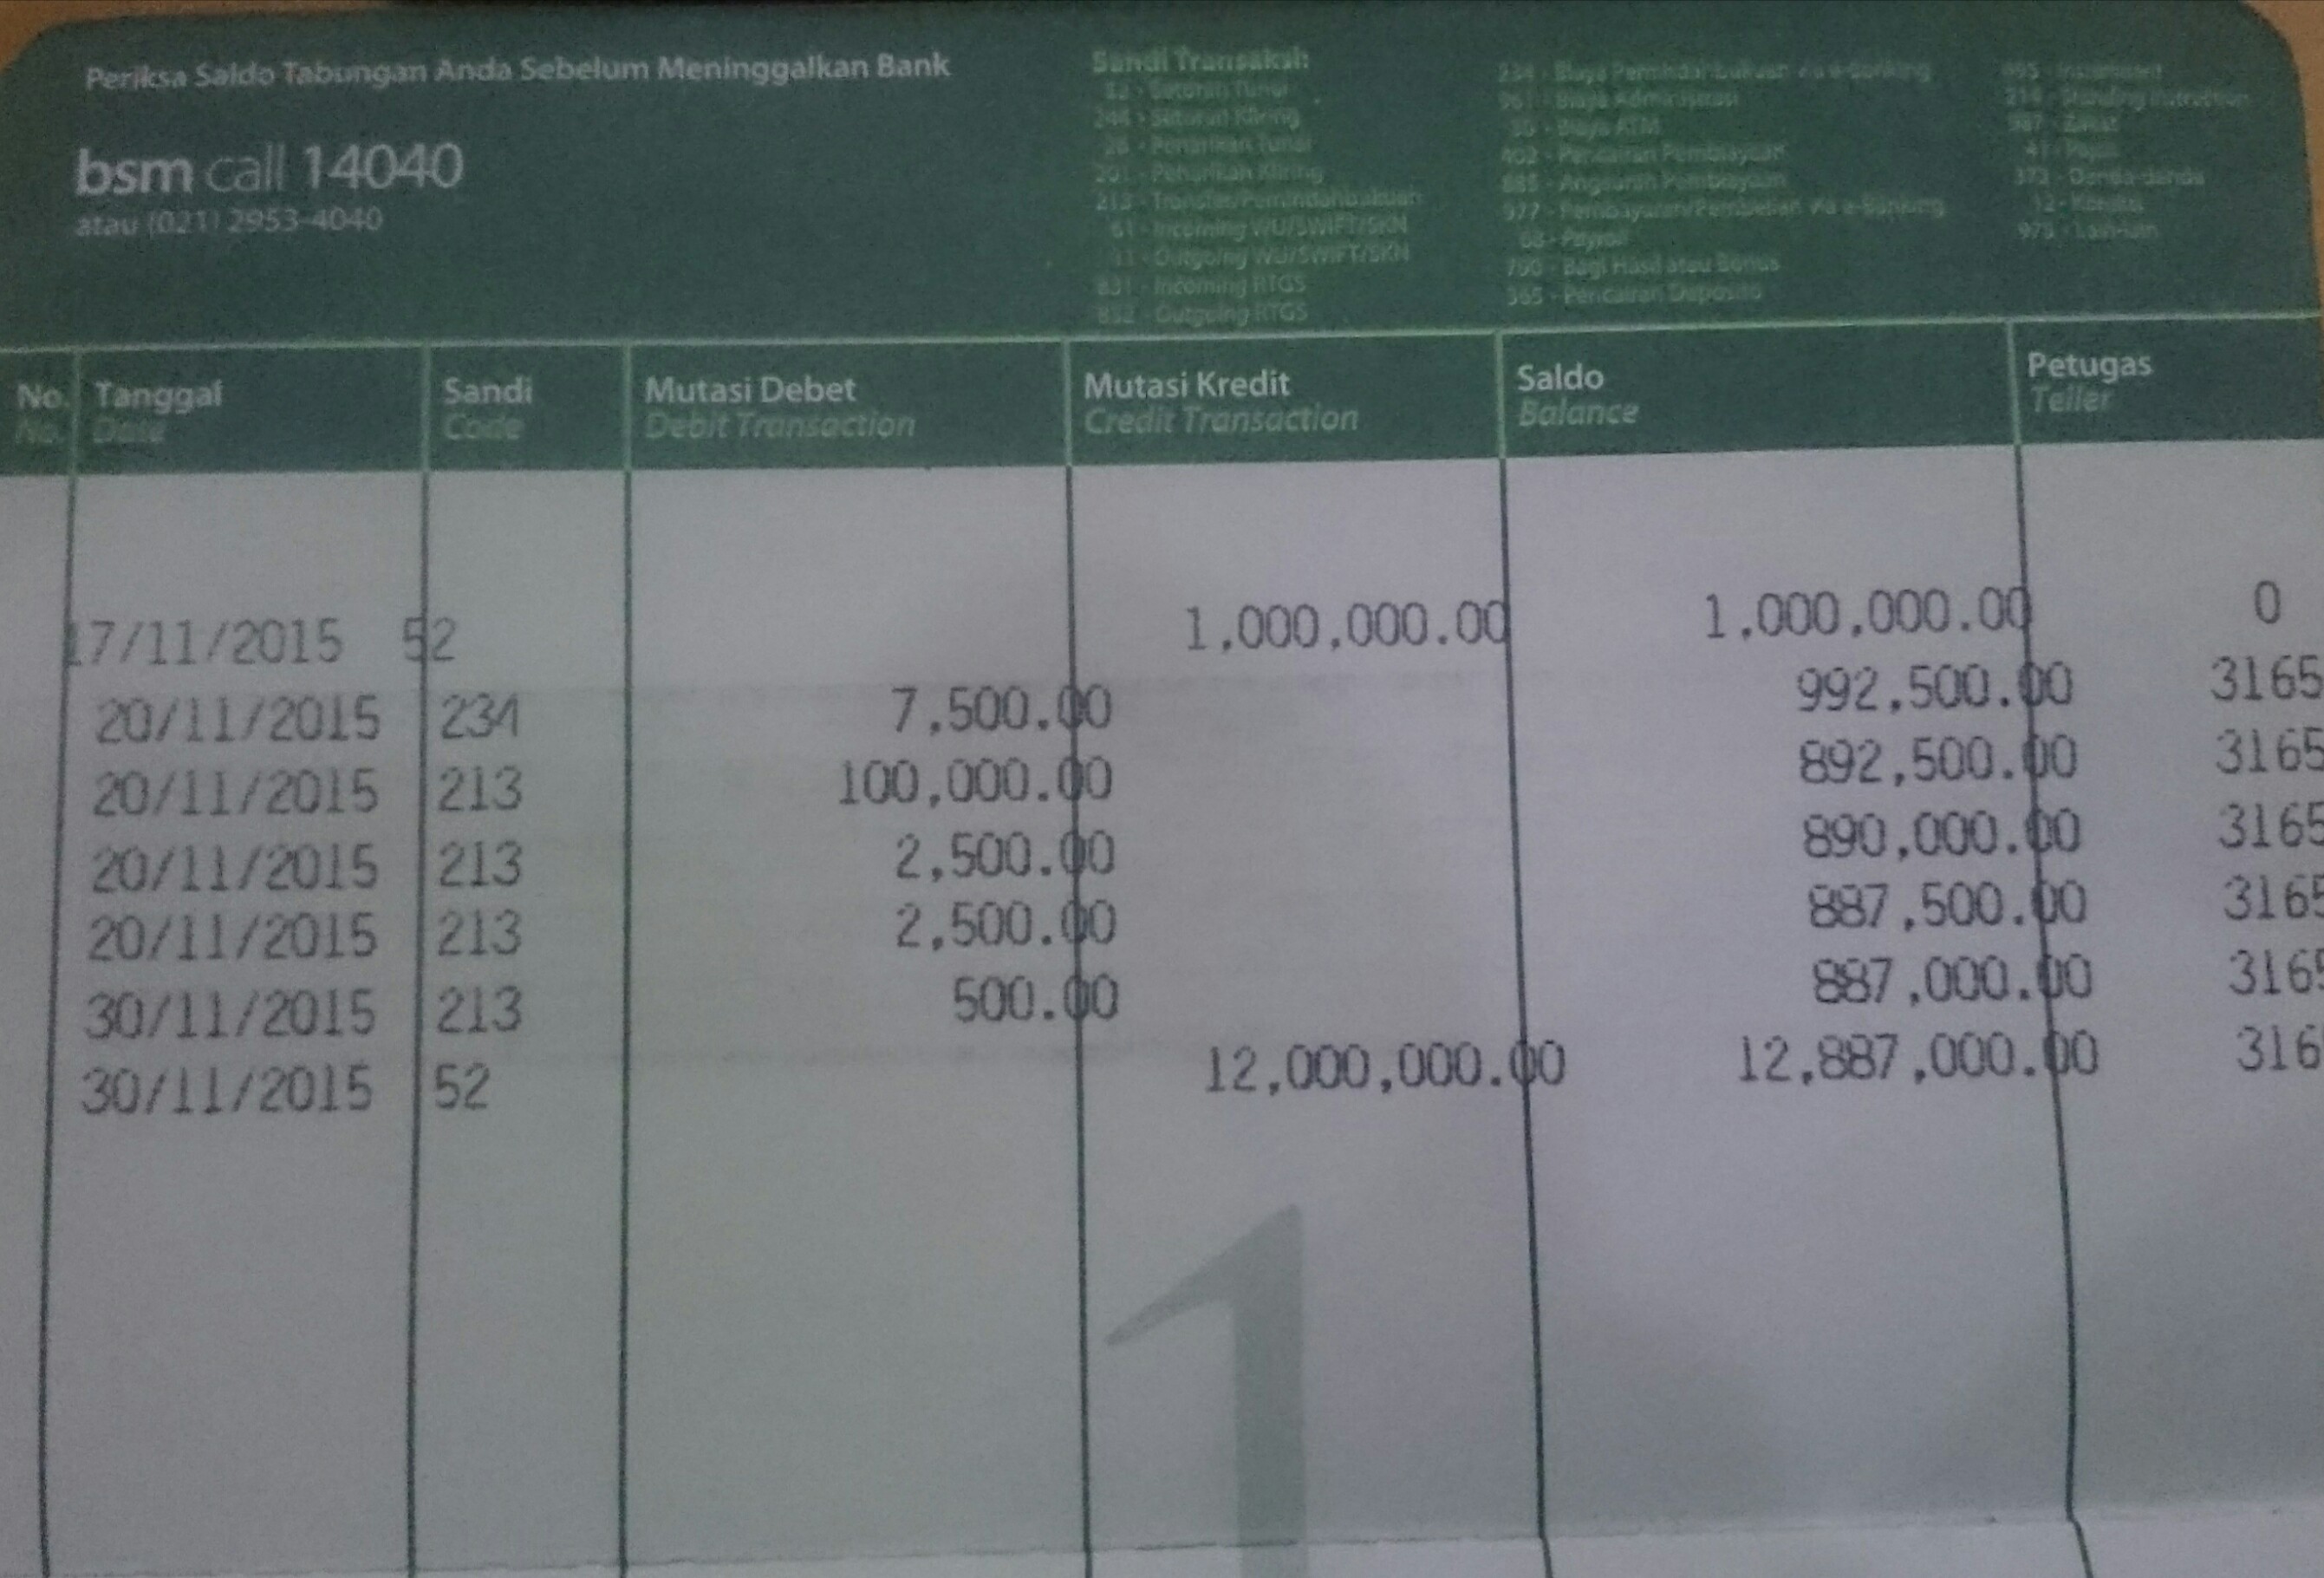 Periksa Saldo Tabungan Anda Sebelum Meninggalkan Bank
bsm call 14040
atau (021) 2953-4040
Sandi Transaksi:
52 - Setoran Tunai
244 - Setoran Kliring
26 - Penarikan Tunai
201 - Penarikan Kliring
213 - Transfer/Pemindahbukuan
61 - Incoming WU/SWIFT/SKN
11 - Outgoing WU/SWIFT/SKN
831 - Incoming RTGS
832 - Outgoing RTGS
234 - Biaya Pemindahbukuan via e-Banking
961 - Biaya Administrasi
Biaya ATM
402 - Pencairan Pembiayaan
885 - Angsuran Pembiayaan
977 - Pembayaran/Pembelian via e-Banking
Payroll
790 - Bagi Hasil atau Bonus
365 - Pencairan Deposito
214 - Standing Instruction
987 - Zakat
41 - Pajak
373 - Denda-denda
12 - Koreksi
975 - Lain-lain
No. Tanggal Sandi Mutasi Debet Mutasi Kredit Saldo Petugas
No. Date Code Debit Transaction Credit Transaction Balance Teller
17/11/2015 52 1,000,000.00 1,000,000.00 0
20/11/2015 234 7,500.00 992,500.00 3165
20/11/2015 213 100,000.00 892,500.00 3165
20/11/2015 213 2,500.00 890,000.00 3165
20/11/2015 213 2,500.00 887,500.00 3165
30/11/2015 213 500.00 887,000.00 3165
30/11/2015 52 12,000,000.00 12,887,000.00 316
1